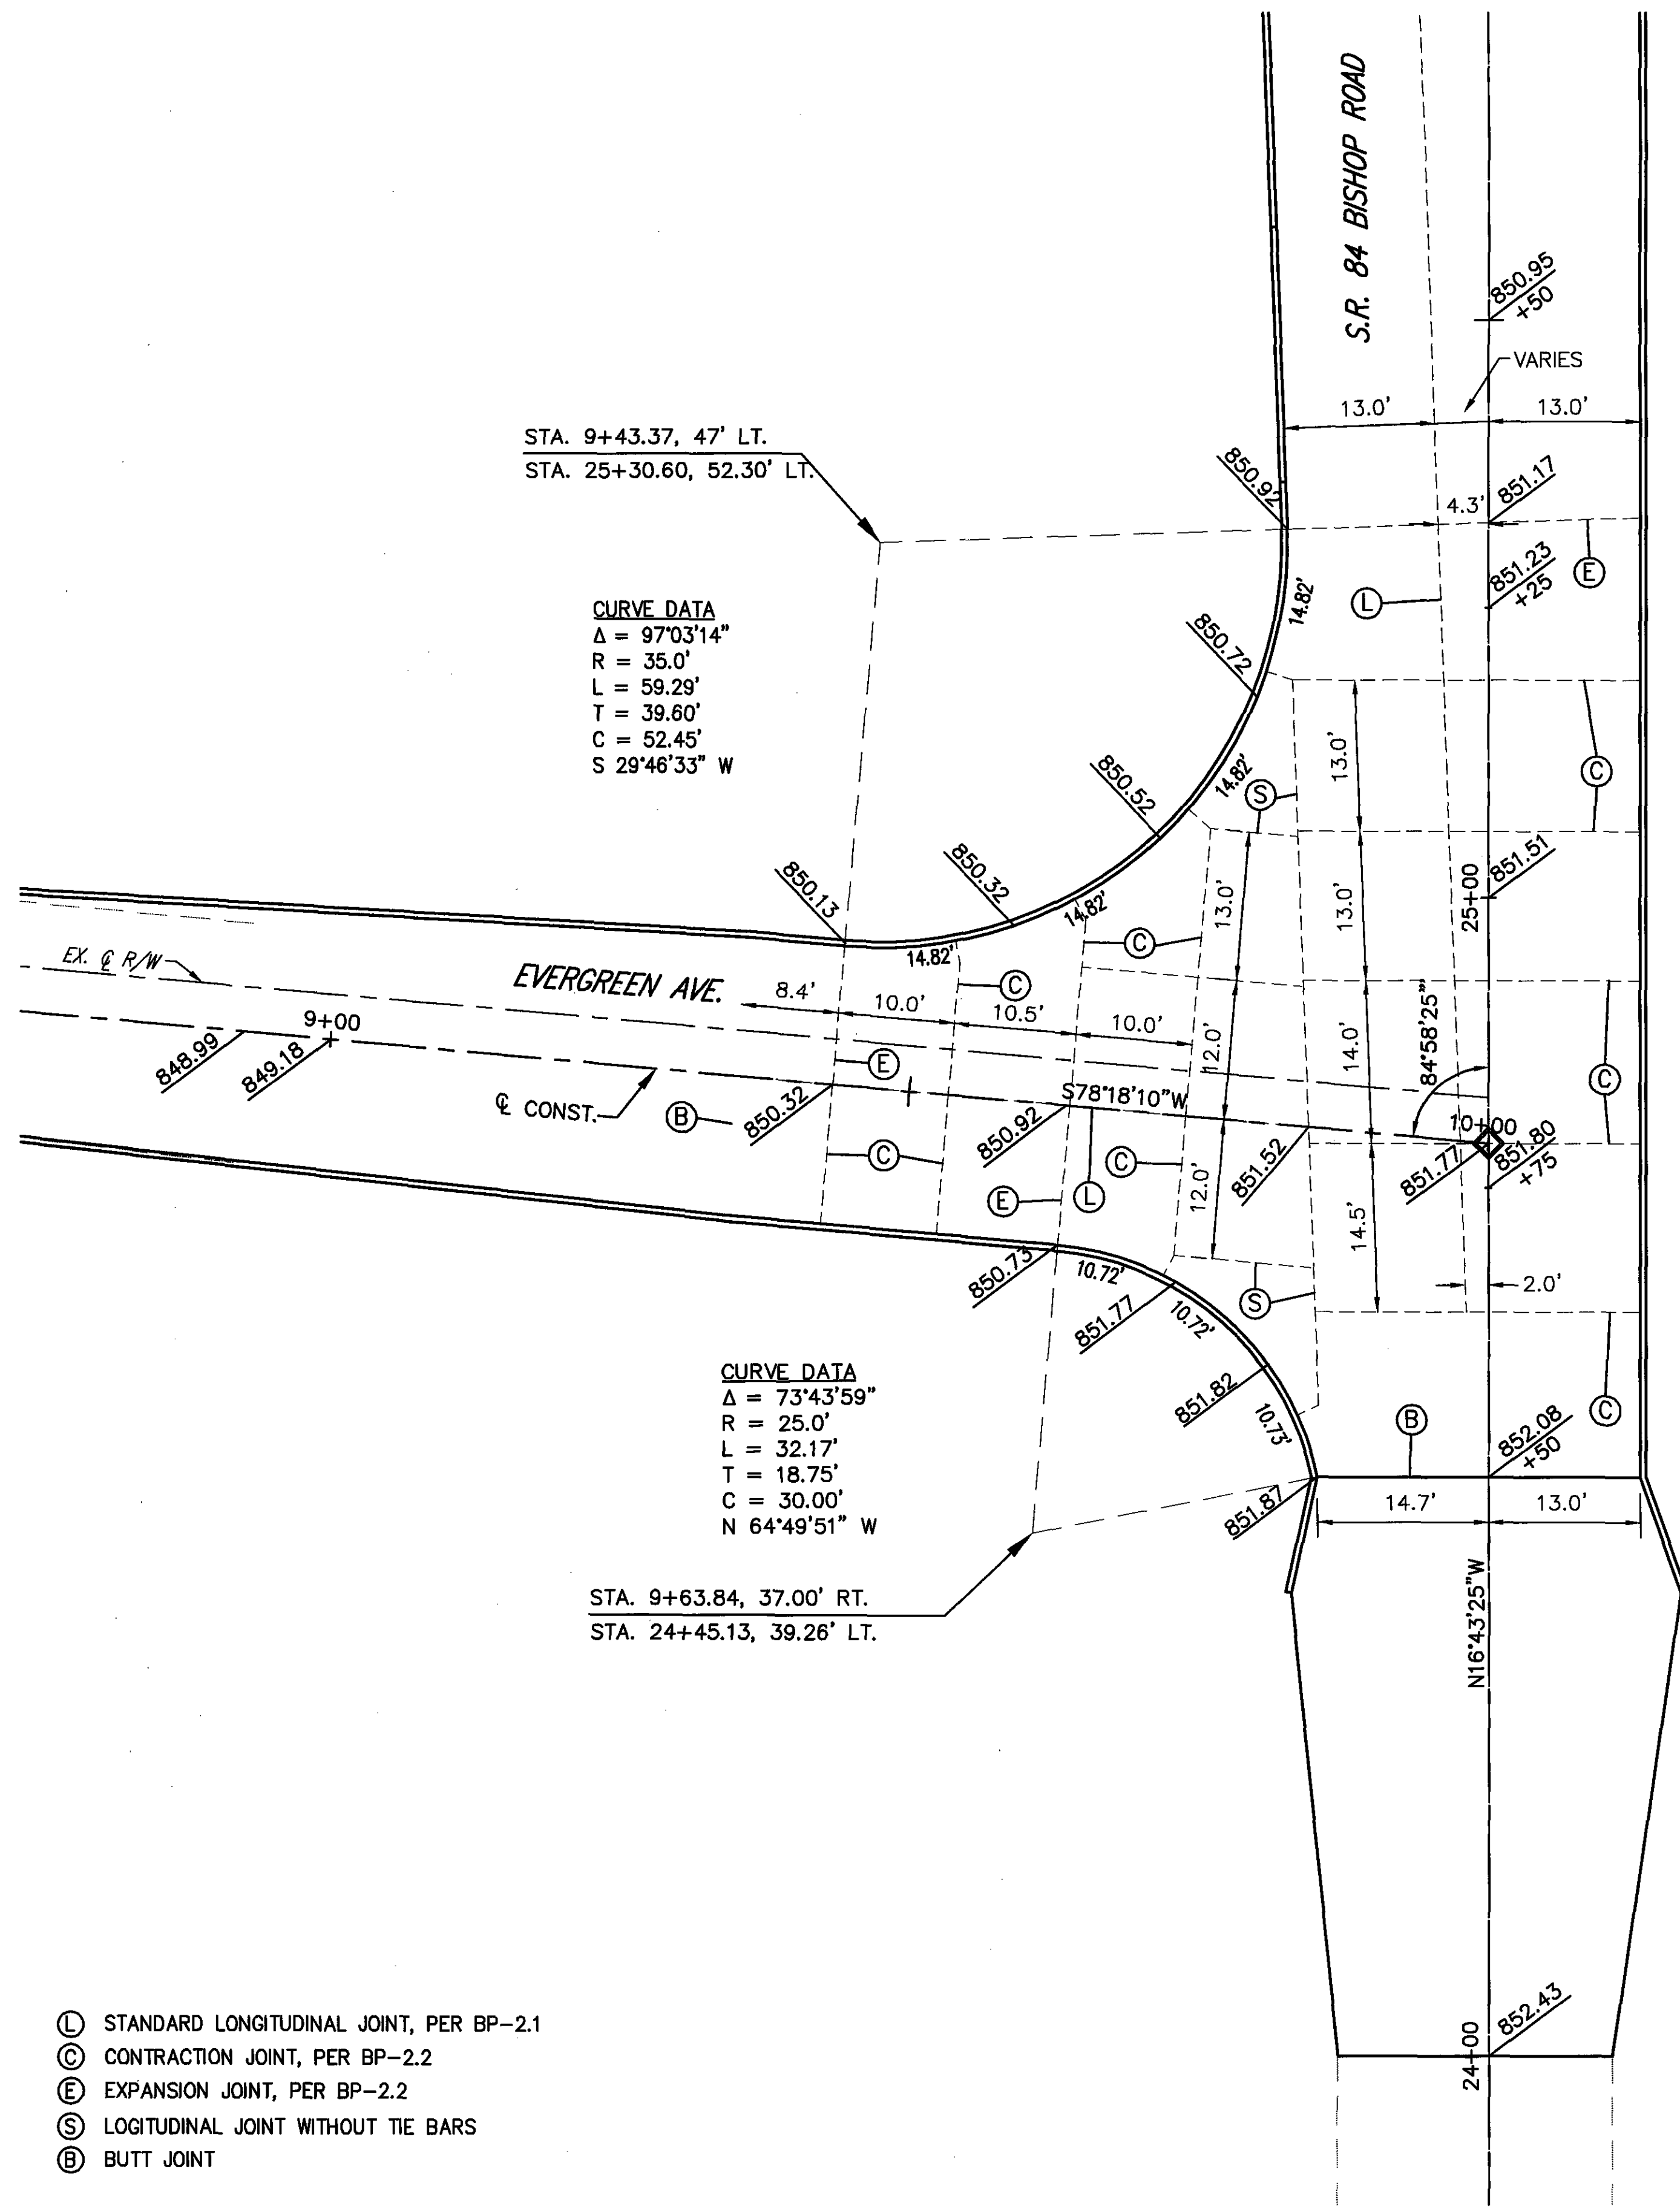 S.R. 84 BISHOP ROAD
850.95
+50
VARIES
13.0'
13.0'
STA. 9+43.37, 47' LT.
STA. 25+30.60, 52.30' LT.
850.92
4.3'
851.17
851.23
+25
E
L
14.82'
CURVE DATA
Δ = 97°03'14"
R = 35.0'
L = 59.29'
T = 39.60'
C = 52.45'
S 29°46'33" W
850.72
13.0'
C
850.52
14.82'
S
850.32
850.13
14.82'
14.82'
13.0'
13.0'
25+00
851.51
C
C
EX. ℄ R/W
EVERGREEN AVE.
8.4'
10.0'
10.5'
10.0'
12.0'
14.0'
84°58'25"
C
9+00
848.99
849.18
℄ CONST.
B
E
850.32
S78°18'10"W
850.92
851.52
10+00
851.77
851.80
+75
C
C
E
L
12.0'
14.5'
850.73
10.72'
851.77
10.72'
S
2.0'
CURVE DATA
Δ = 73°43'59"
R = 25.0'
L = 32.17'
T = 18.75'
C = 30.00'
N 64°49'51" W
851.82
10.73'
B
852.08
+50
C
851.87
14.7'
13.0'
STA. 9+63.84, 37.00' RT.
STA. 24+45.13, 39.26' LT.
N16°43'25"W
24+00
852.43
L STANDARD LONGITUDINAL JOINT, PER BP-2.1
C CONTRACTION JOINT, PER BP-2.2
E EXPANSION JOINT, PER BP-2.2
S LOGITUDINAL JOINT WITHOUT TIE BARS
B BUTT JOINT